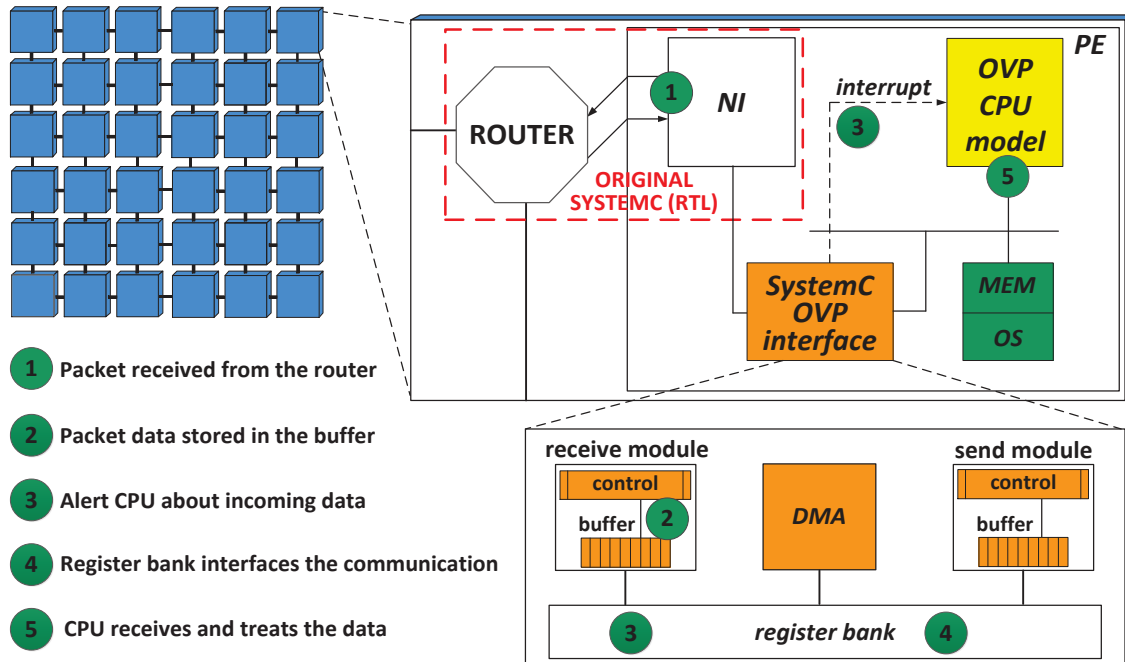 PE
1
ROUTER
NI
interrupt
3
OVP
CPU
model
5
ORIGINAL
SYSTEMC (RTL)
SystemC
OVP
interface
MEM
OS
1 Packet received from the router
2 Packet data stored in the buffer
3 Alert CPU about incoming data
4 Register bank interfaces the communication
5 CPU receives and treats the data
receive module
control
2
buffer
DMA
send module
control
buffer
3
register bank
4